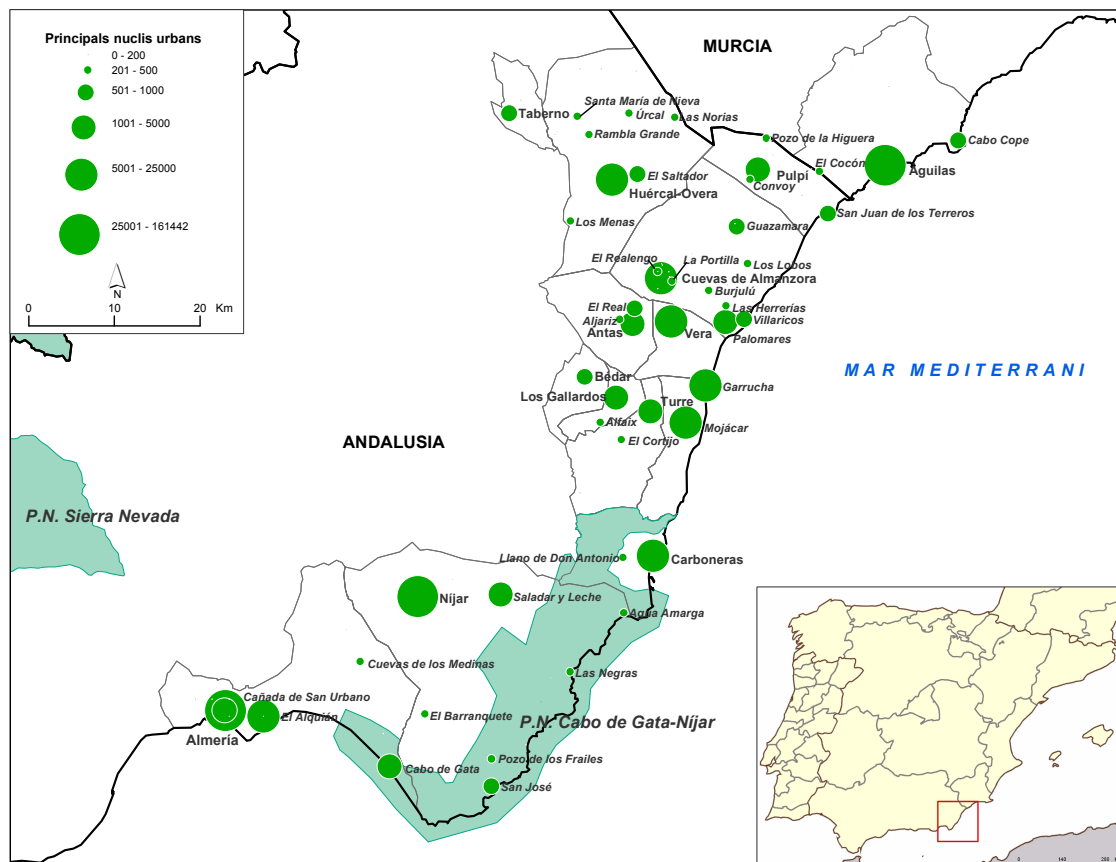 Principals nuclis urbans
0 - 200
201 - 500
501 - 1000
1001 - 5000
5001 - 25000
25001 - 161442
N
0 10 20 Km
MURCIA
Santa María de Nieva
Taberno
Úrcal
Las Norias
Rambla Grande
Pozo de la Higuera
Cabo Cope
El Cocón
Águilas
El Saltador
Pulpí
Convoy
Huércal-Overa
San Juan de los Terreros
Los Menas
Guazamara
El Realengo
La Portilla
Los Lobos
Cuevas de Almanzora
Burjulú
El Real
Las Herrerías
Aljariz
Villaricos
Antas
Vera
Palomares
MAR MEDITERRANI
Bédar
Garrucha
Los Gallardos
Turre
Alfaix
Mojácar
ANDALUSIA
El Cortijo
P.N. Sierra Nevada
Llano de Don Antonio
Carboneras
Níjar
Saladar y Leche
Agua Amarga
Cuevas de los Medinas
Las Negras
Cañada de San Urbano
El Alquián
El Barranquete
P.N. Cabo de Gata-Níjar
Almería
Pozo de los Frailes
Cabo de Gata
San José
0 140